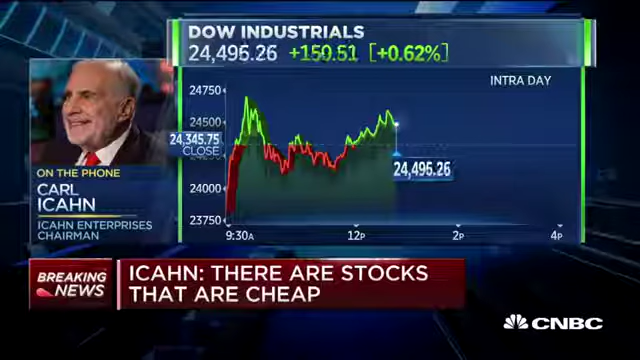 DOW INDUSTRIALS
24,495.26 +150.51 [+0.62%]
INTRA DAY
24750
24500
24,345.75
CLOSE
24250
24000
23750
24,495.26
9:30A 12P 2P 4P
ON THE PHONE
CARL
ICAHN
ICAHN ENTERPRISES
CHAIRMAN
BREAKING
NEWS
ICAHN: THERE ARE STOCKS
THAT ARE CHEAP
CNBC